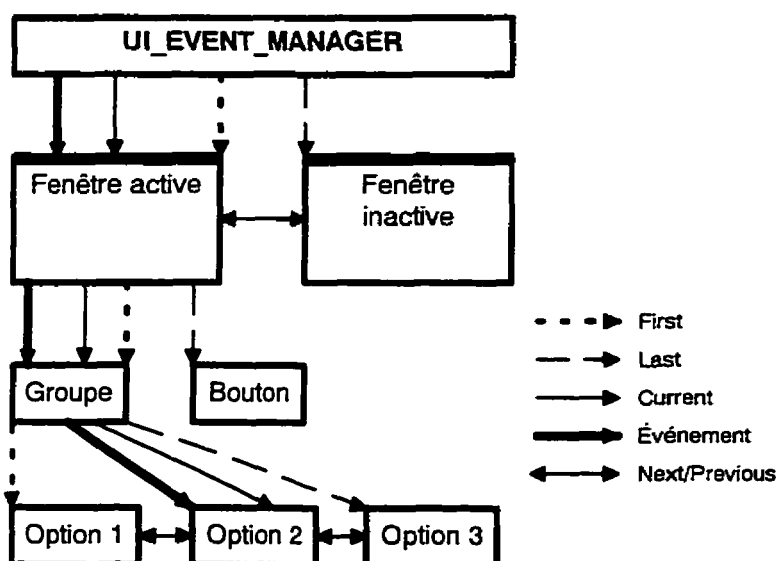 UI_EVENT_MANAGER
Fenêtre active
Fenêtre
inactive
First
Last
Groupe
Bouton
Current
Événement
Next/Previous
Option 1
Option 2
Option 3